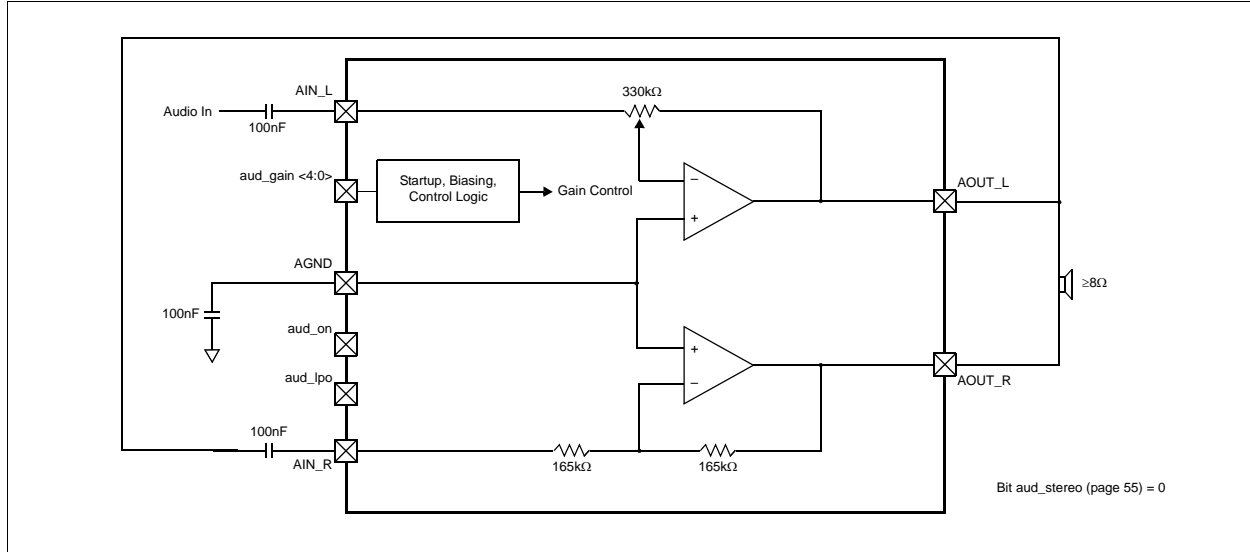 AIN_L
330kΩ
Audio In
100nF
aud_gain <4:0>
Startup, Biasing,
Control Logic
Gain Control
−
+
AOUT_L
AGND
≥8Ω
100nF
aud_on
+
−
aud_lpo
AOUT_R
100nF
AIN_R
165kΩ
165kΩ
Bit aud_stereo (page 55) = 0